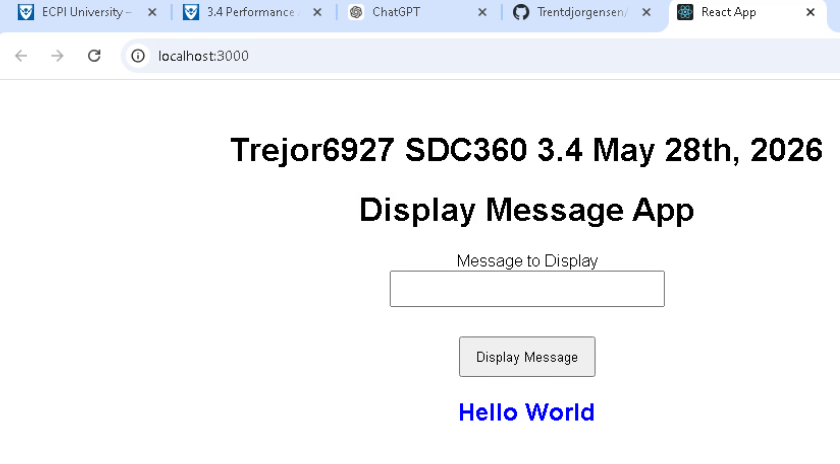 ECPI University –
3.4 Performance
ChatGPT
Trentdjorgensen/
React App
localhost:3000
Trejor6927 SDC360 3.4 May 28th, 2026
Display Message App
Message to Display
Display Message
Hello World